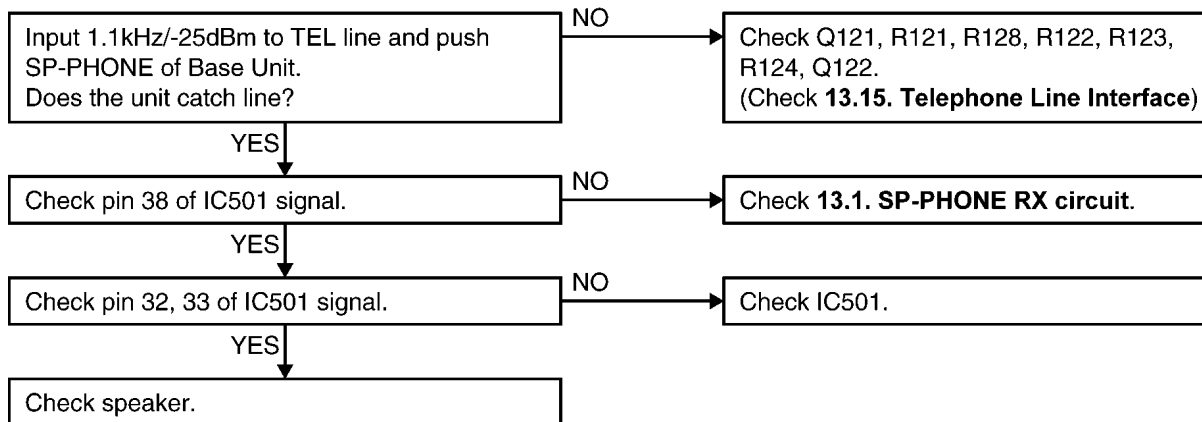 Input 1.1kHz/-25dBm to TEL line and push
SP-PHONE of Base Unit.
Does the unit catch line?
NO
Check Q121, R121, R128, R122, R123,
R124, Q122.
(Check 13.15. Telephone Line Interface)
YES
Check pin 38 of IC501 signal.
NO
Check 13.1. SP-PHONE RX circuit.
YES
Check pin 32, 33 of IC501 signal.
NO
Check IC501.
YES
Check speaker.